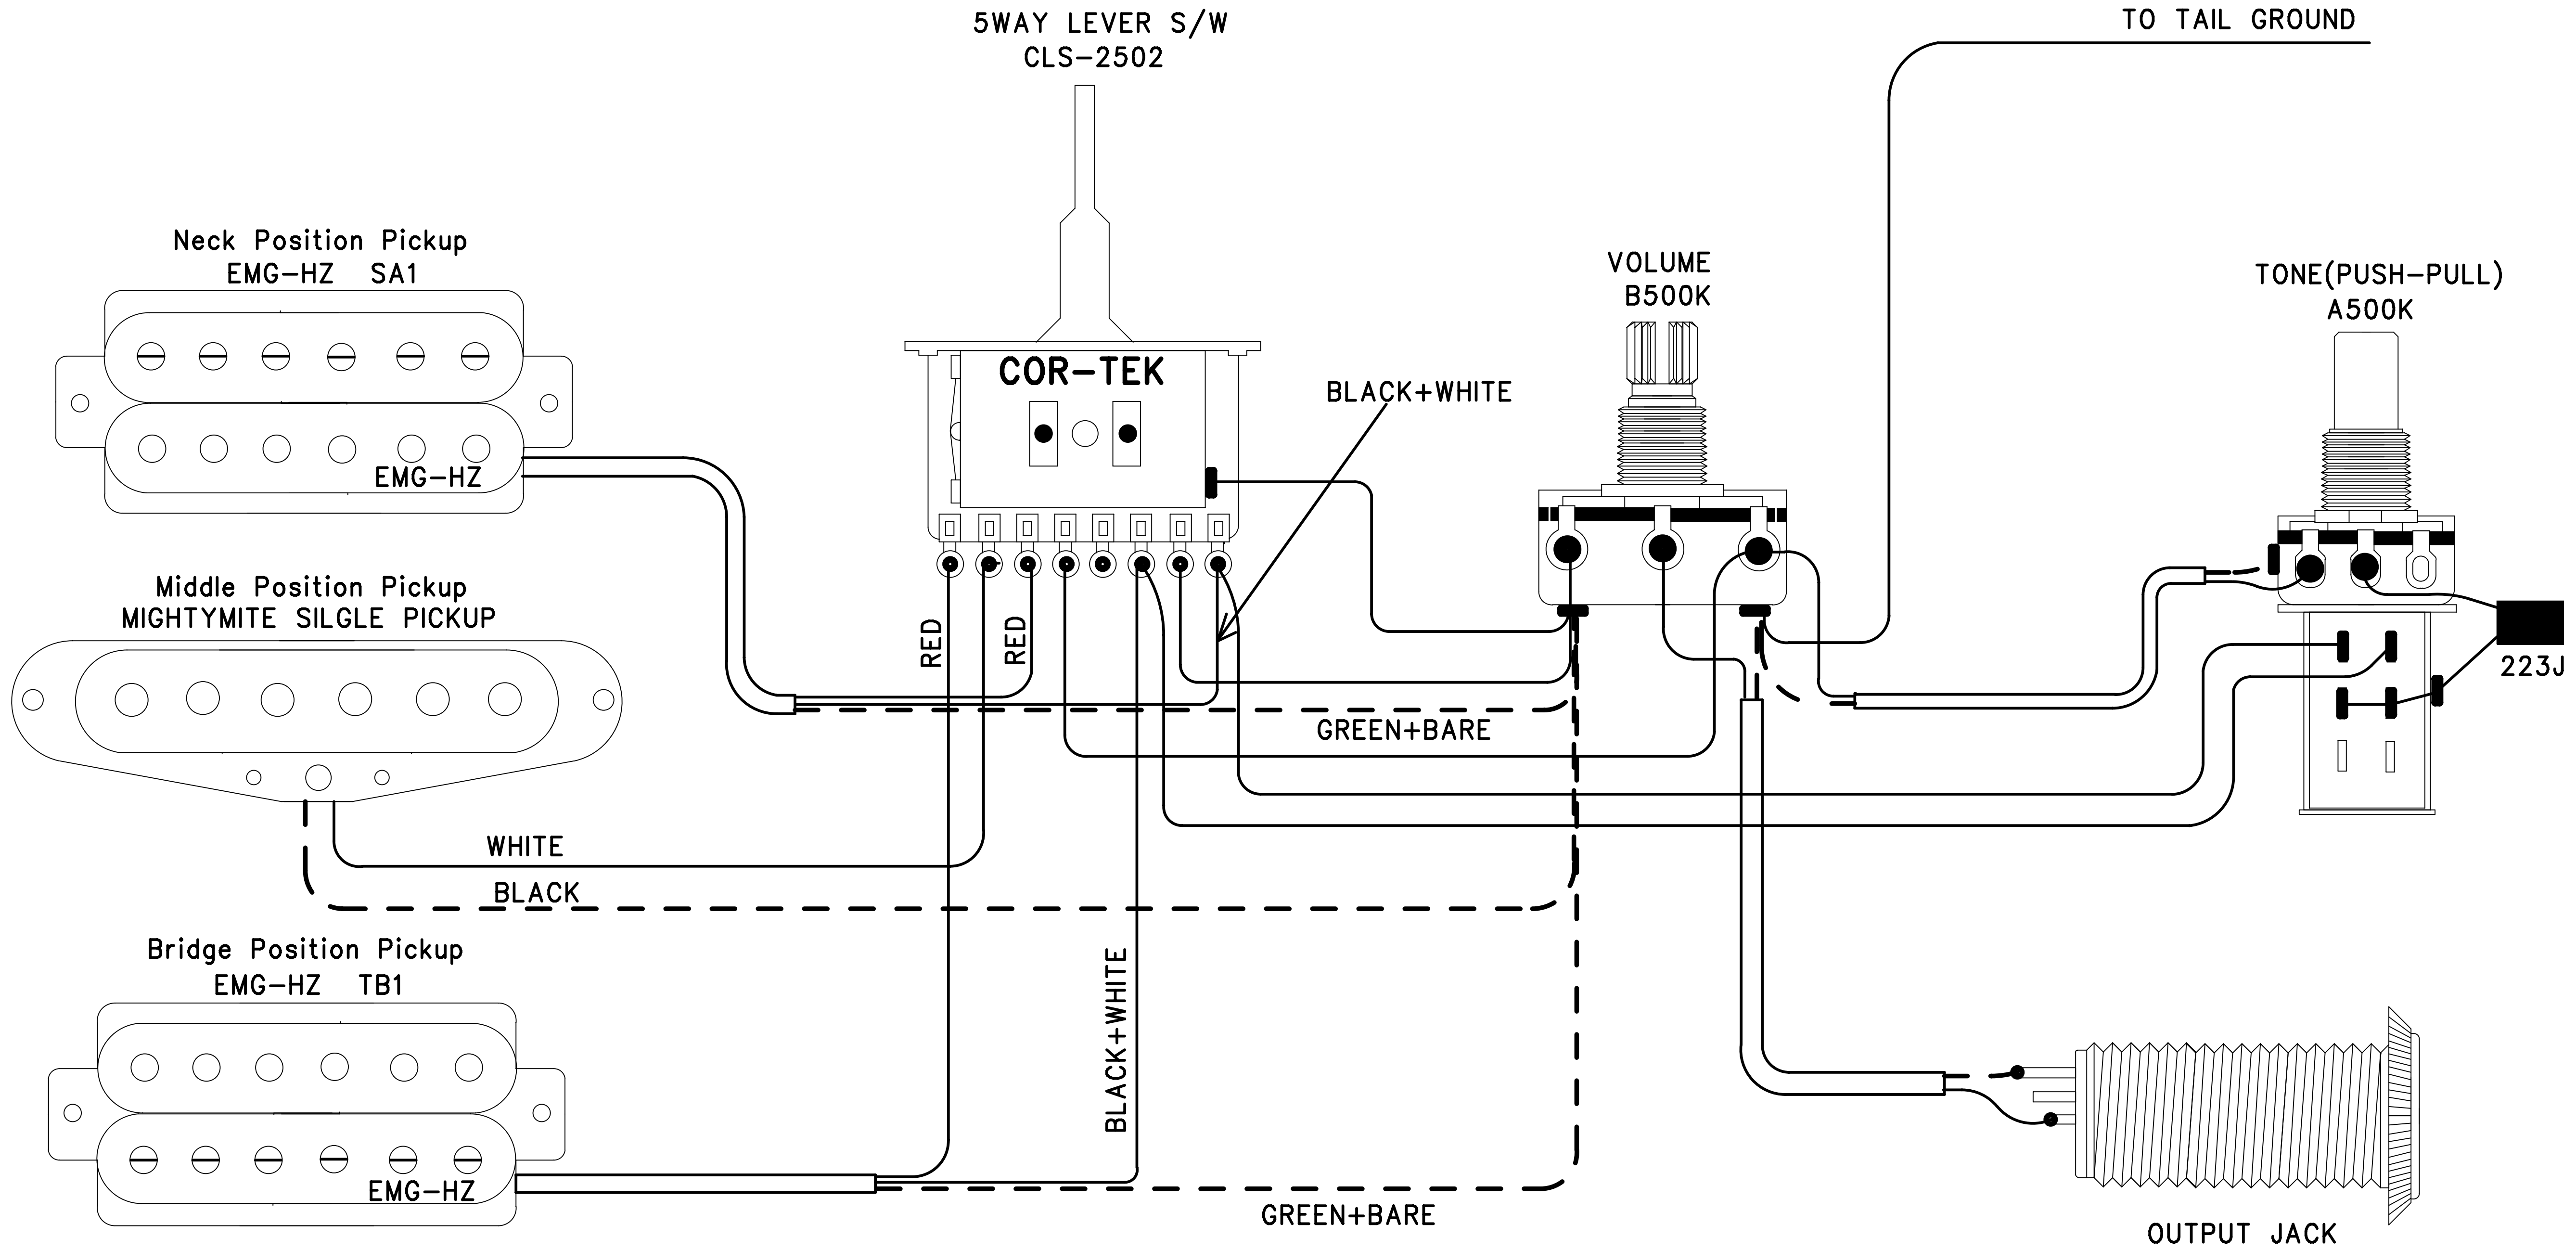 5WAY LEVER S/W
CLS-2502
TO TAIL GROUND
Neck Position Pickup
EMG-HZ SA1
EMG-HZ
COR-TEK
BLACK+WHITE
VOLUME
B500K
TONE(PUSH-PULL)
A500K
223J
Middle Position Pickup
MIGHTYMITE SILGLE PICKUP
RED
RED
GREEN+BARE
WHITE
BLACK
Bridge Position Pickup
EMG-HZ TB1
EMG-HZ
BLACK+WHITE
GREEN+BARE
OUTPUT JACK